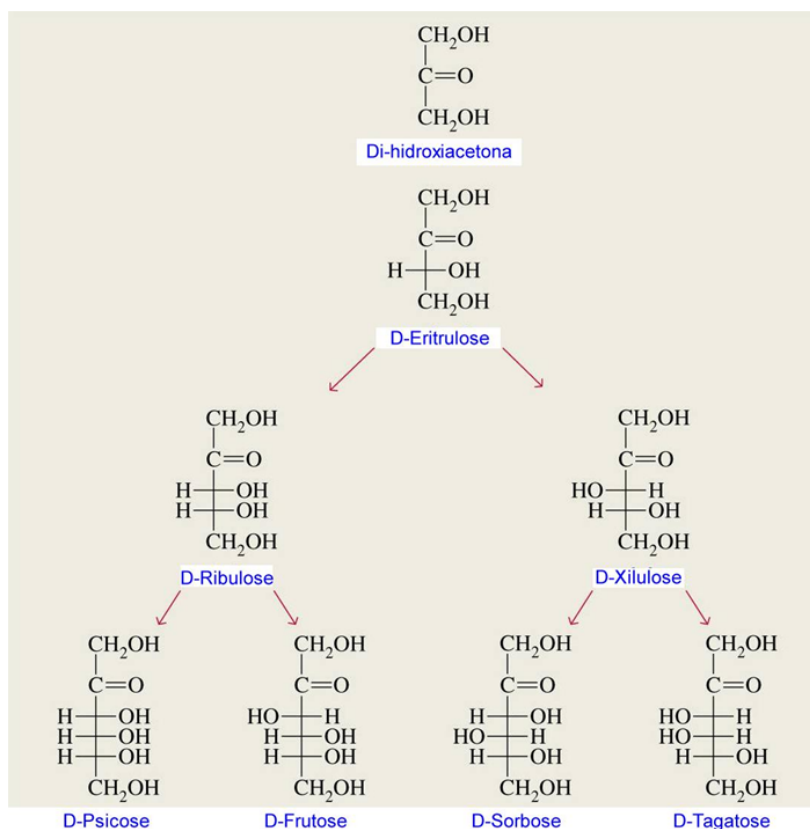 CH₂OH
C=O
CH₂OH
Di-hidroxiacetona
CH₂OH
C=O
H OH
CH₂OH
D-Eritrulose
CH₂OH
C=O
H OH
H OH
CH₂OH
D-Ribulose
CH₂OH
C=O
HO H
H OH
CH₂OH
D-Xilulose
CH₂OH
C=O
H OH
H OH
H OH
CH₂OH
D-Psicose
CH₂OH
C=O
HO H
H OH
H OH
CH₂OH
D-Frutose
CH₂OH
C=O
H OH
HO H
H OH
CH₂OH
D-Sorbose
CH₂OH
C=O
HO H
HO H
H OH
CH₂OH
D-Tagatose